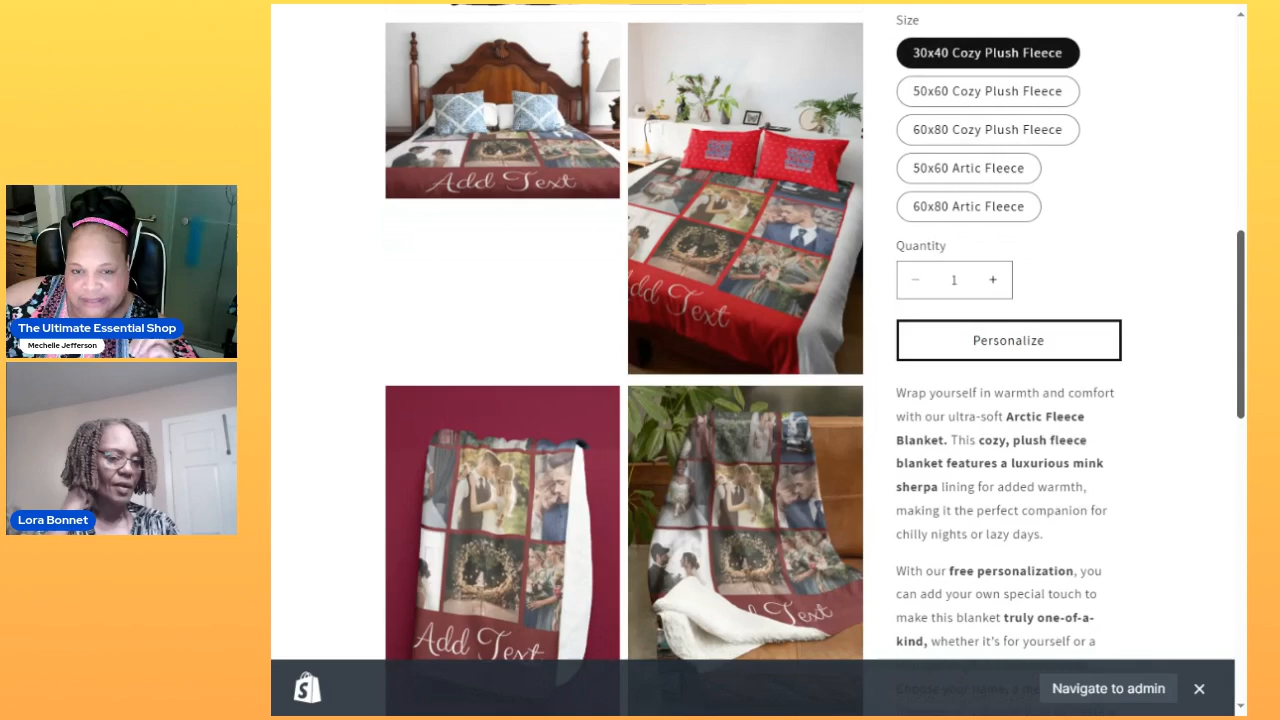 The Ultimate Essential Shop
Mechelle Jefferson
Lora Bonnet
Add Text
Add Text
Add Text
Text
Size
30x40 Cozy Plush Fleece
50x60 Cozy Plush Fleece
60x80 Cozy Plush Fleece
50x60 Artic Fleece
60x80 Artic Fleece
Quantity
− 1 +
Personalize
Wrap yourself in warmth and comfort
with our ultra-soft Arctic Fleece
Blanket. This cozy, plush fleece
blanket features a luxurious mink
sherpa lining for added warmth,
making it the perfect companion for
chilly nights or lazy days.
With our free personalization, you
can add your own special touch to
make this blanket truly one-of-a-
kind, whether it's for yourself or a
Navigate to admin